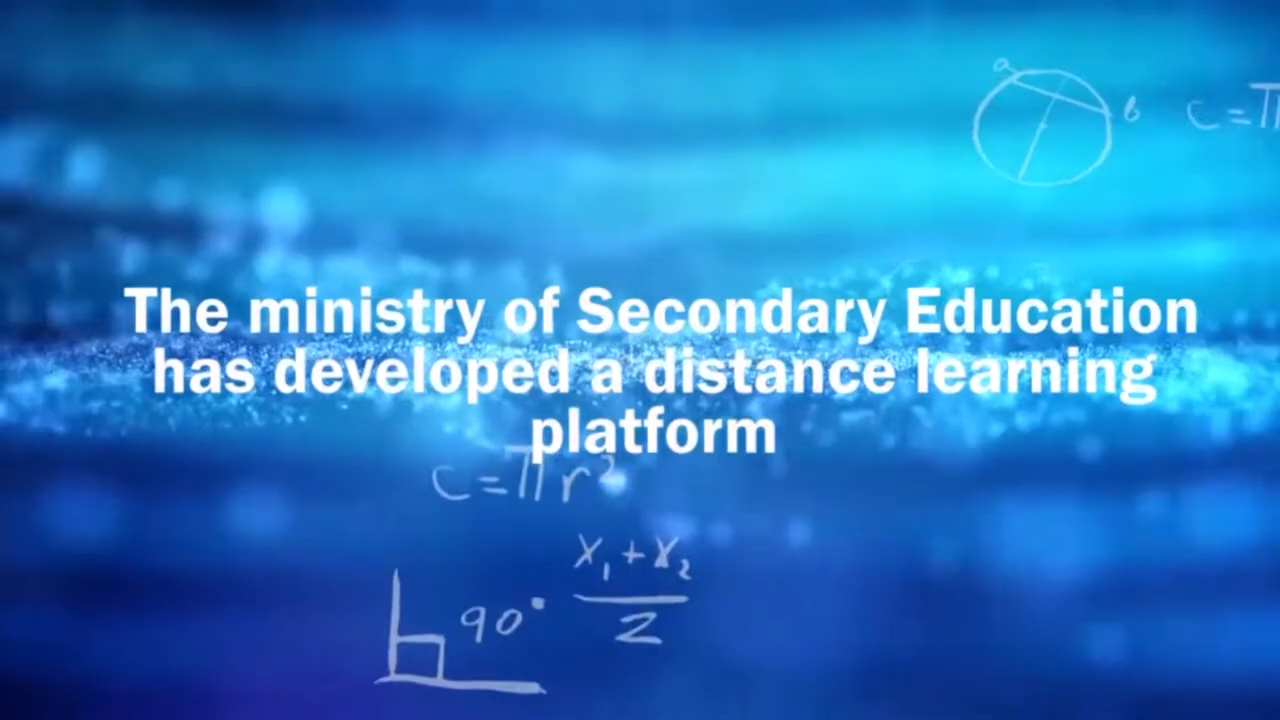 a
b c=π
The ministry of Secondary Education
has developed a distance learning
platform
c=πr²
x₁+x₂
90° 2